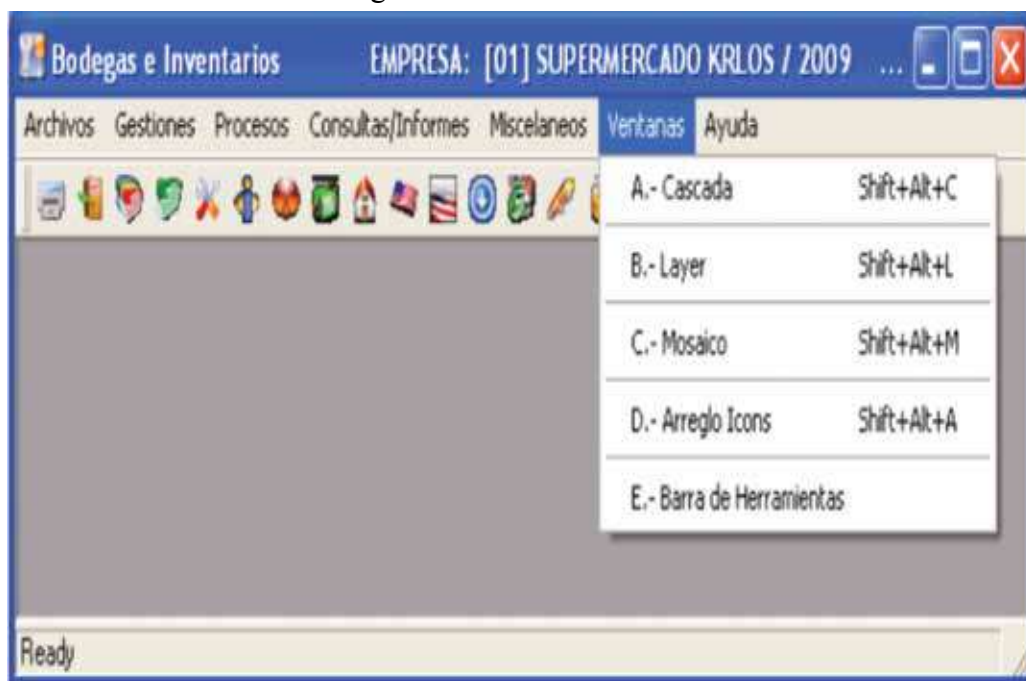 Bodegas e Inventarios EMPRESA: [01] SUPERMERCADO KRLOS / 2009 ...
Archivos Gestiones Procesos Consultas/Informes Miscelaneos Ventanas Ayuda
A.- Cascada Shift+Alt+C
B.- Layer Shift+Alt+L
C.- Mosaico Shift+Alt+M
D.- Arreglo Icons Shift+Alt+A
E.- Barra de Herramientas
Ready